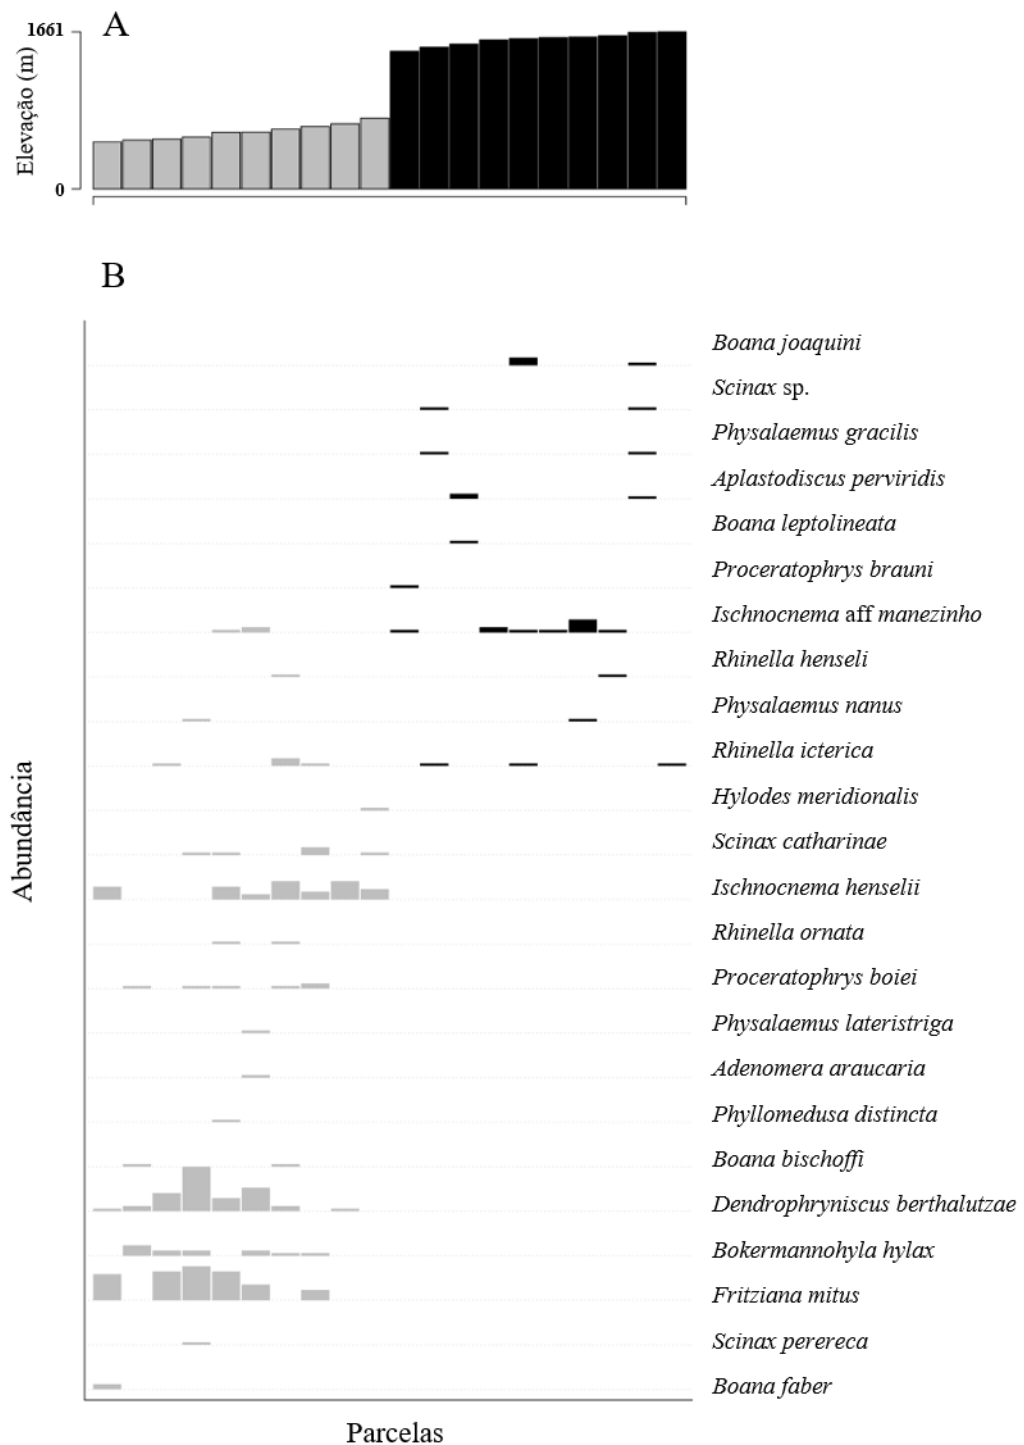 A
1661
Elevação (m)
0
B
Boana joaquini
Scinax sp.
Physalaemus gracilis
Aplastodiscus perviridis
Boana leptolineata
Proceratophrys brauni
Ischnocnema aff manezinho
Rhinella henseli
Physalaemus nanus
Rhinella icterica
Hylodes meridionalis
Scinax catharinae
Ischnocnema henselii
Rhinella ornata
Proceratophrys boiei
Physalaemus lateristriga
Adenomera araucaria
Phyllomedusa distincta
Boana bischoffi
Dendrophryniscus berthalutzae
Bokermannohyla hylax
Fritziana mitus
Scinax perereca
Boana faber
Abundância
Parcelas